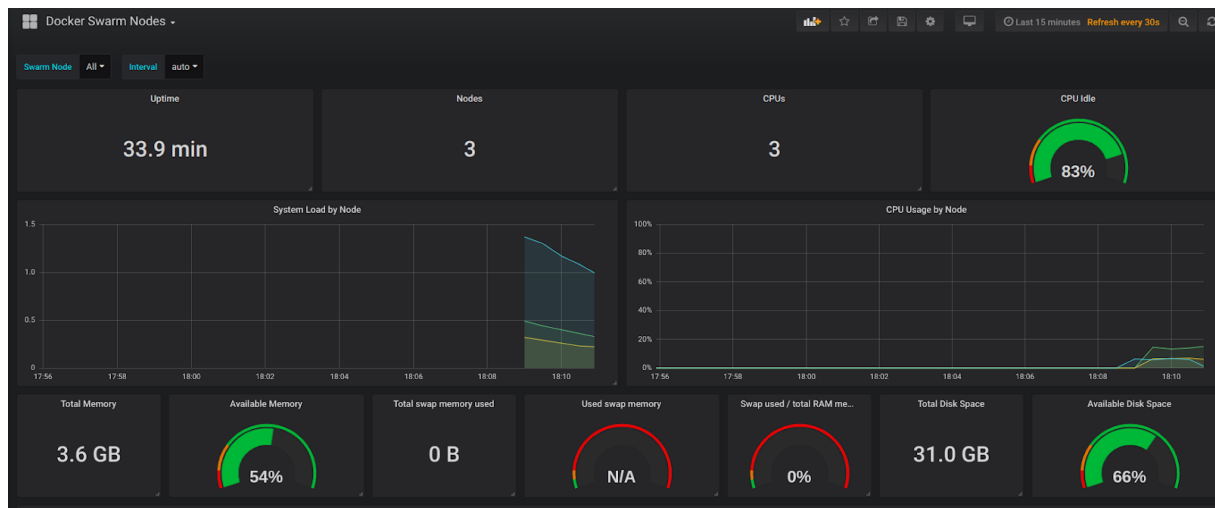 Docker Swarm Nodes
Last 15 minutes Refresh every 30s
Swarm Node All Interval auto
Uptime
33.9 min
Nodes
3
CPUs
3
CPU Idle
83%
System Load by Node
1.5
1.0
0.5
0
17:56 17:58 18:00 18:02 18:04 18:06 18:08 18:10
CPU Usage by Node
100%
80%
60%
40%
20%
0%
17:56 17:58 18:00 18:02 18:04 18:06 18:08 18:10
Total Memory
3.6 GB
Available Memory
54%
Total swap memory used
0 B
Used swap memory
N/A
Swap used / total RAM me...
0%
Total Disk Space
31.0 GB
Available Disk Space
66%